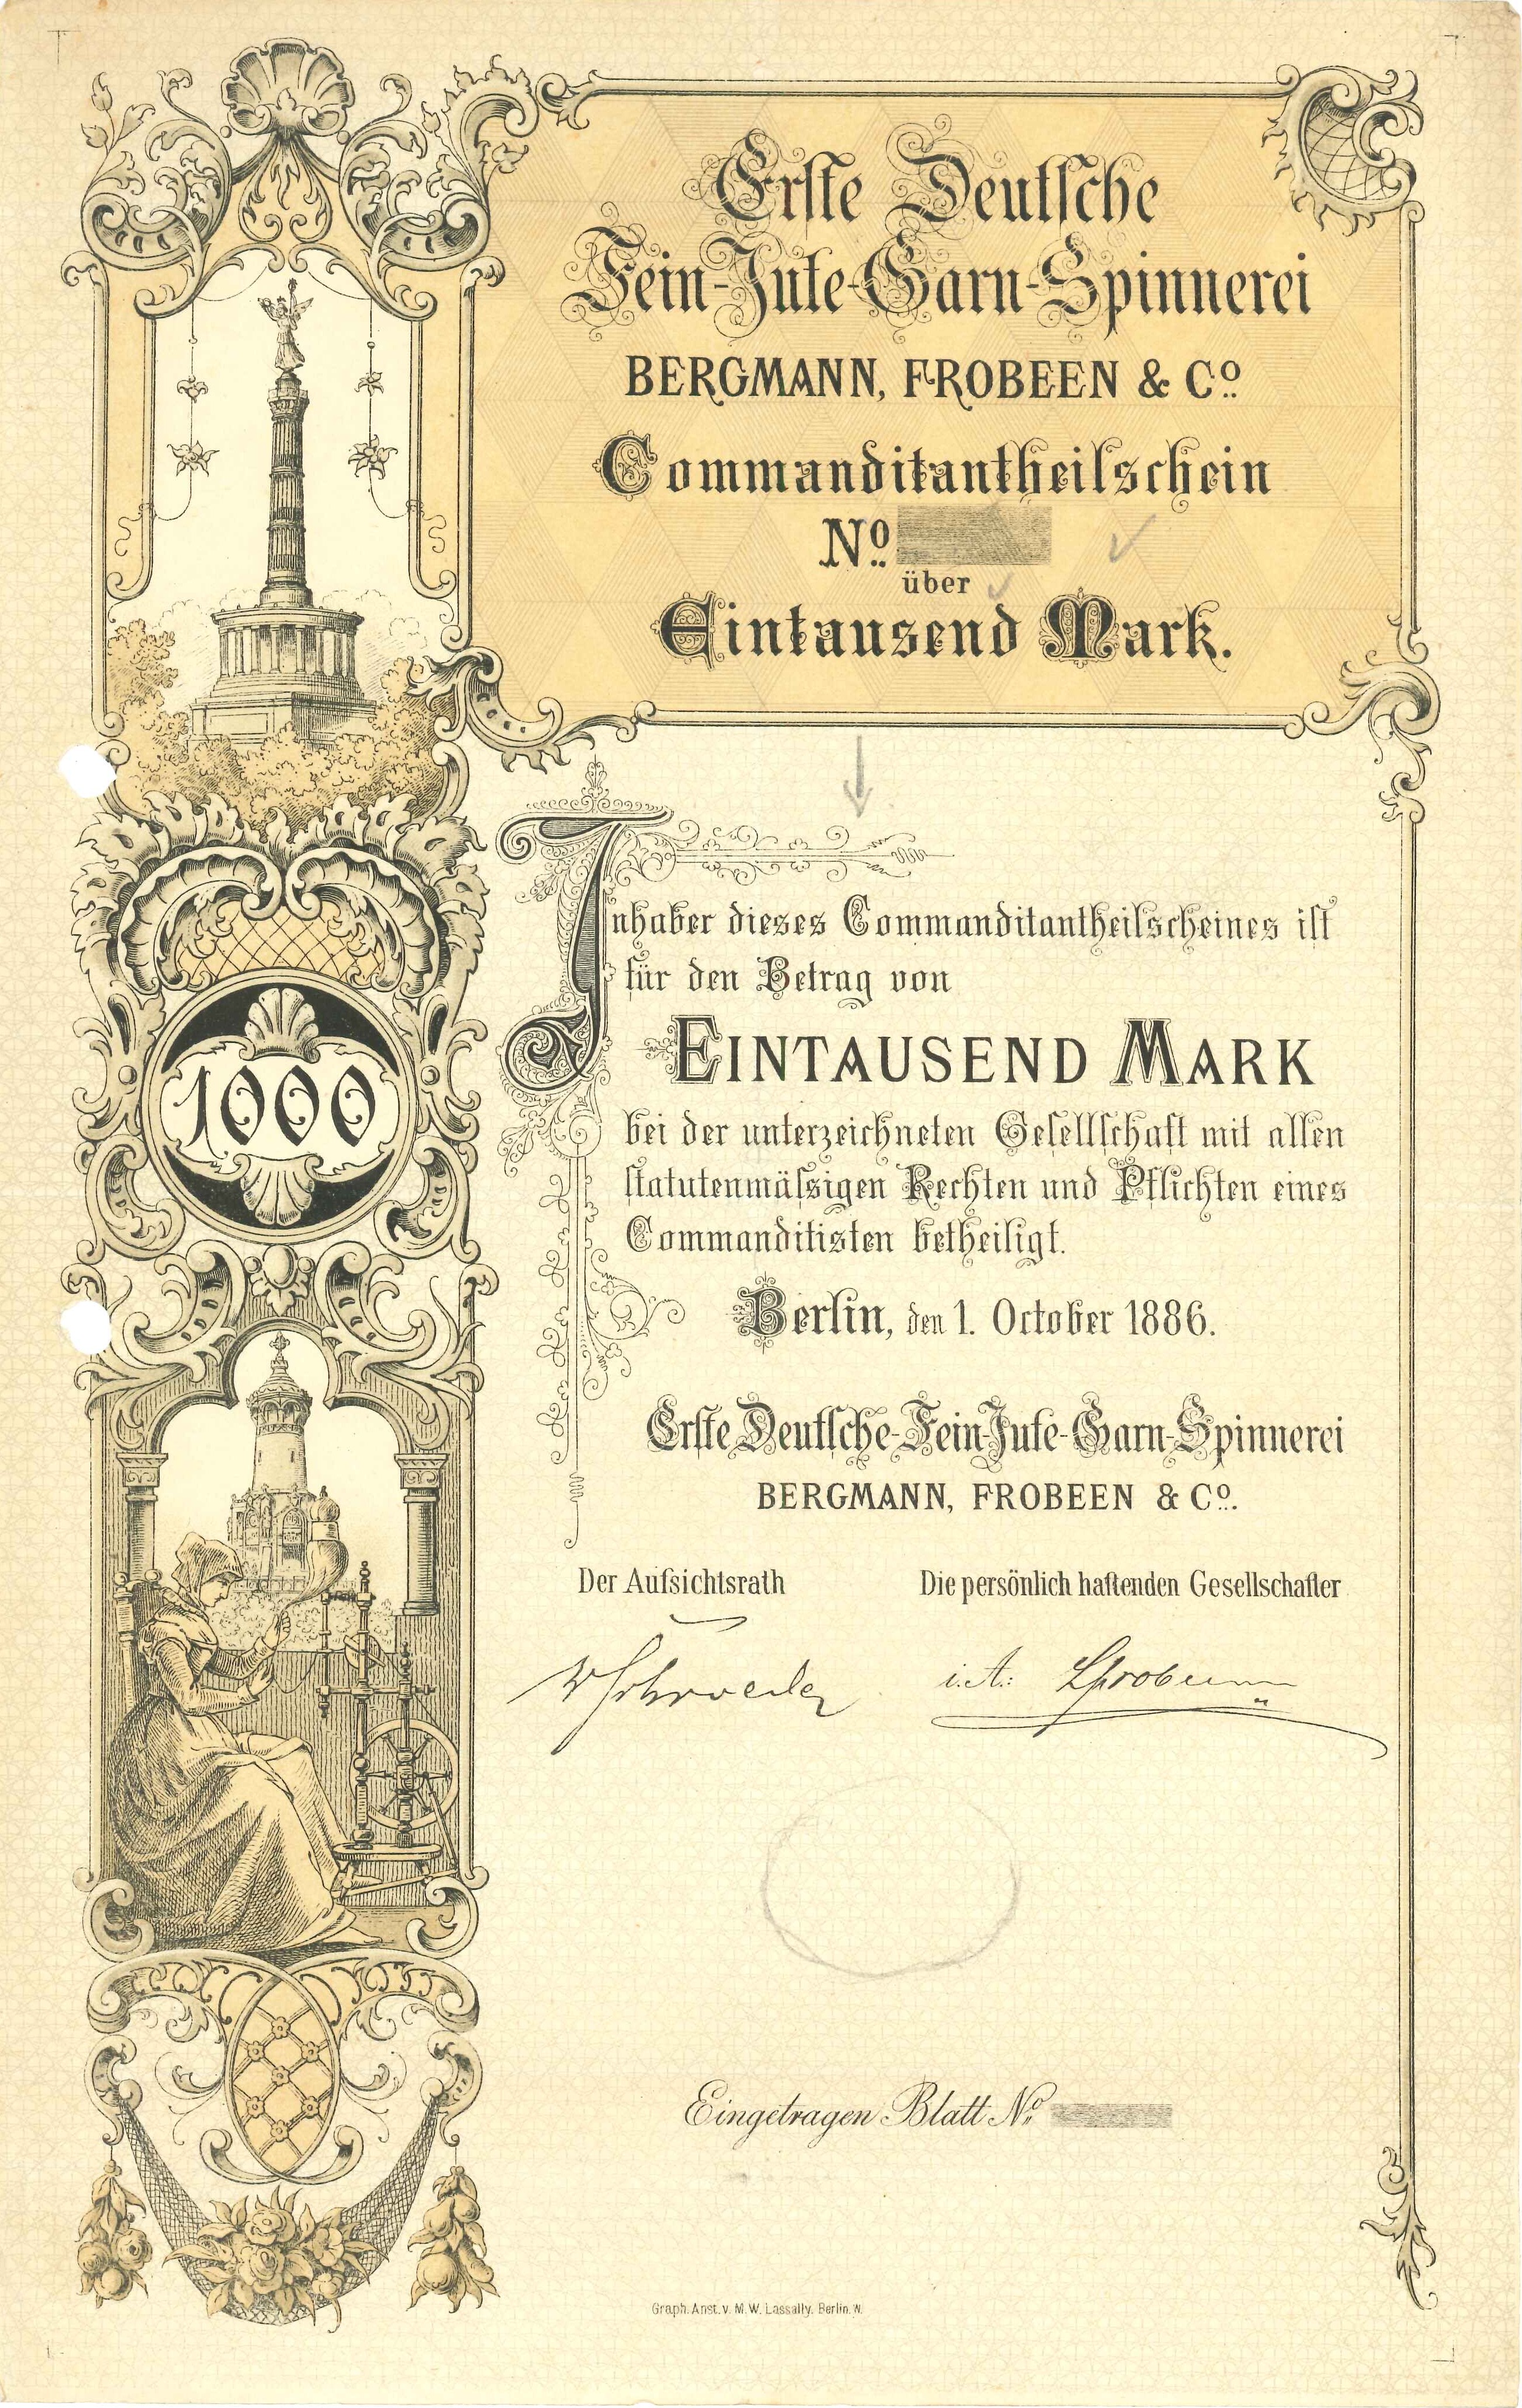 Erste Deutsche
Fein-Jute-Garn-Spinnerei
BERGMANN, FROBEEN & Co.
Commanditantheilschein
No.
über
Eintausend Mark.
Inhaber dieses Commanditantheilscheines ist
für den Betrag von
EINTAUSEND MARK
bei der unterzeichneten Gesellschaft mit allen
statutenmässigen Rechten und Pflichten eines
Commanditisten betheiligt.
1000
Berlin, den 1. October 1886.
Erste Deutsche-Fein-Jute-Garn-Spinnerei
BERGMANN, FROBEEN & Co.
Der Aufsichtsrath
Die persönlich haftenden Gesellschafter
W Schroeder
i. A.:
Eingetragen Blatt No.
Graph. Anst. v. M. W. Lassally. Berlin. W.